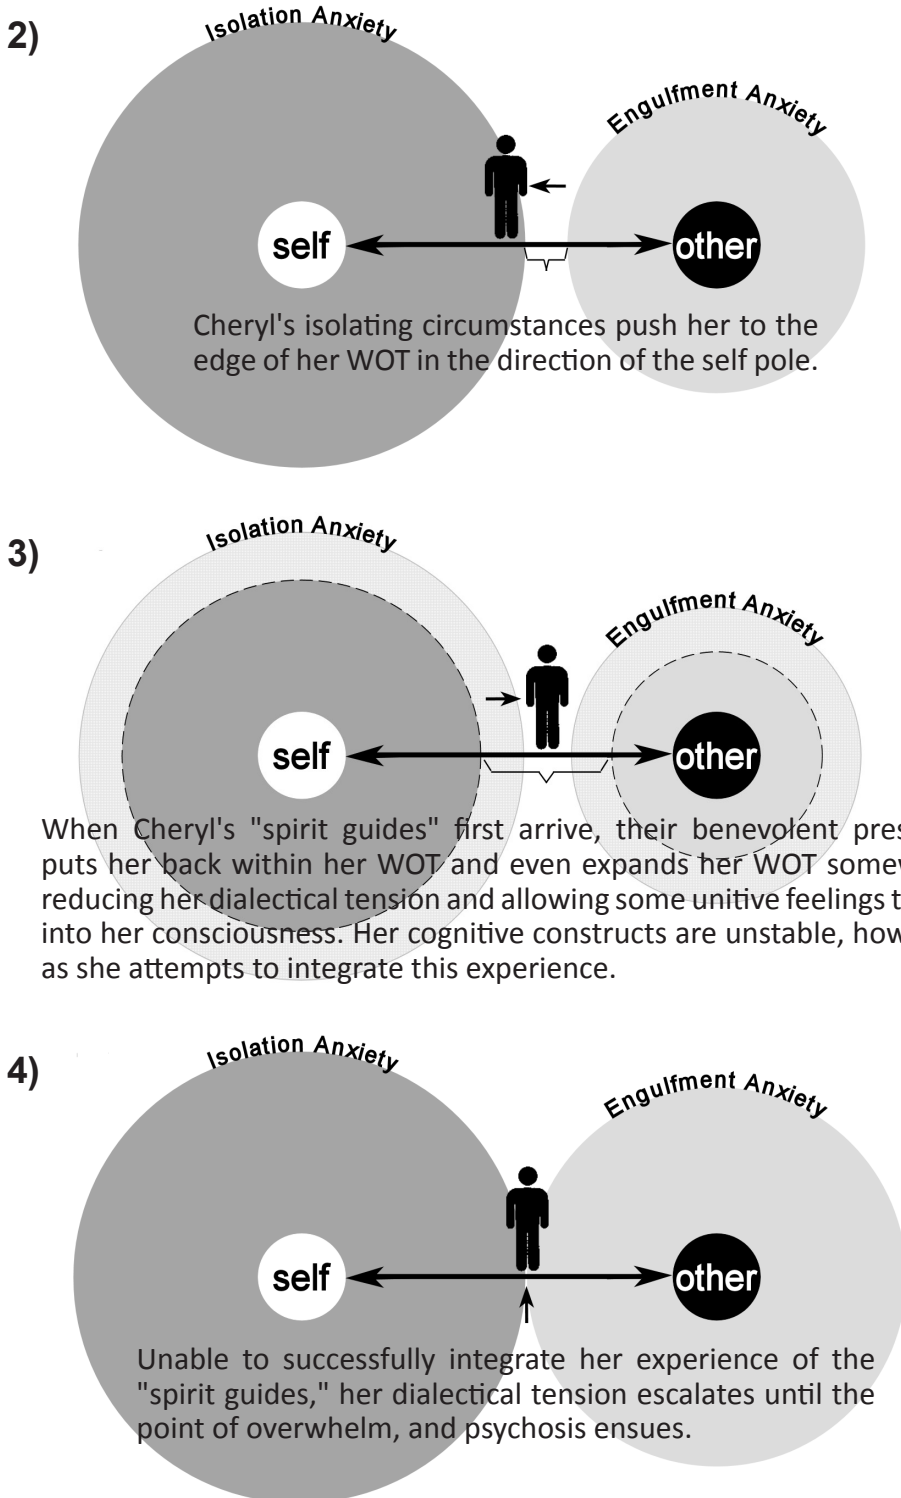 2)
Isolation Anxiety
Engulfment Anxiety
self
other
Cheryl's isolating circumstances push her to the
edge of her WOT in the direction of the self pole.
3)
Isolation Anxiety
Engulfment Anxiety
self
other
When Cheryl's "spirit guides" first arrive, their benevolent
puts her back within her WOT and even expands her WOT
reducing her dialectical tension and allowing some unitive feelings
into her consciousness. Her cognitive constructs are unstable,
as she attempts to integrate this experience.
4)
Isolation Anxiety
Engulfment Anxiety
self
other
Unable to successfully integrate her experience of the
"spirit guides," her dialectical tension escalates until the
point of overwhelm, and psychosis ensues.